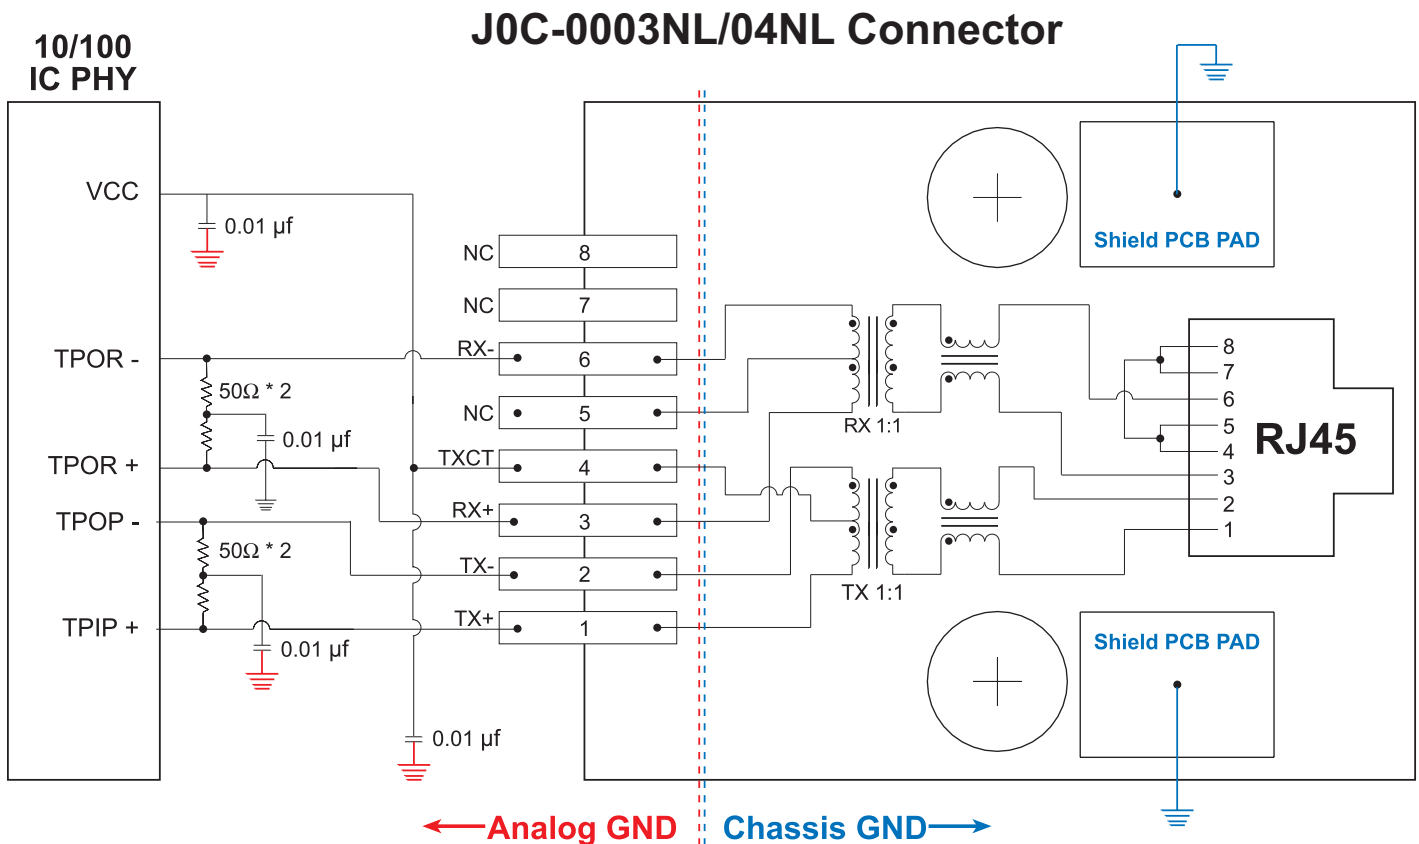 J0C-0003NL/04NL Connector
10/100
IC PHY
VCC
0.01 µf
TPOR -
50Ω * 2
0.01 µf
TPOR +
TPOP -
50Ω * 2
TPIP +
0.01 µf
0.01 µf
NC 8
NC 7
RX- 6
NC 5
TXCT 4
RX+ 3
TX- 2
TX+ 1
Shield PCB PAD
RX 1:1
TX 1:1
8
7
6
5
4
3
2
1
RJ45
Shield PCB PAD
Analog GND
Chassis GND